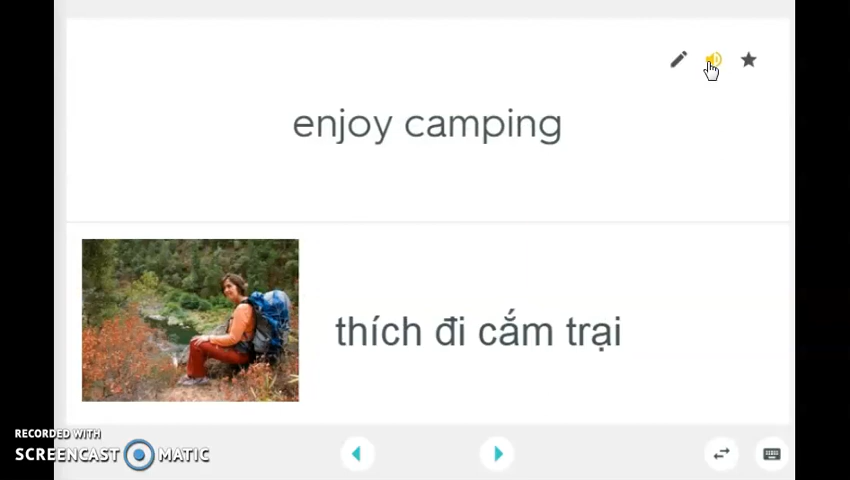 enjoy camping
thích đi cắm trại
RECORDED WITH
SCREENCAST MATIC